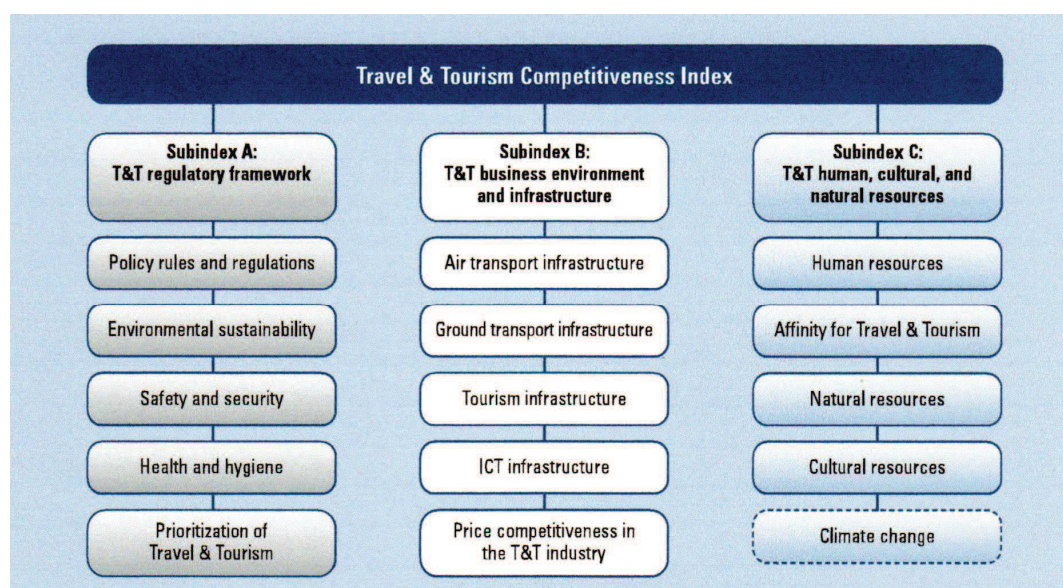 Travel & Tourism Competitiveness Index
Subindex A:
T&T regulatory framework
Policy rules and regulations
Environmental sustainability
Safety and security
Health and hygiene
Prioritization of
Travel & Tourism
Subindex B:
T&T business environment
and infrastructure
Air transport infrastructure
Ground transport infrastructure
Tourism infrastructure
ICT infrastructure
Price competitiveness in
the T&T industry
Subindex C:
T&T human, cultural, and
natural resources
Human resources
Affinity for Travel & Tourism
Natural resources
Cultural resources
Climate change